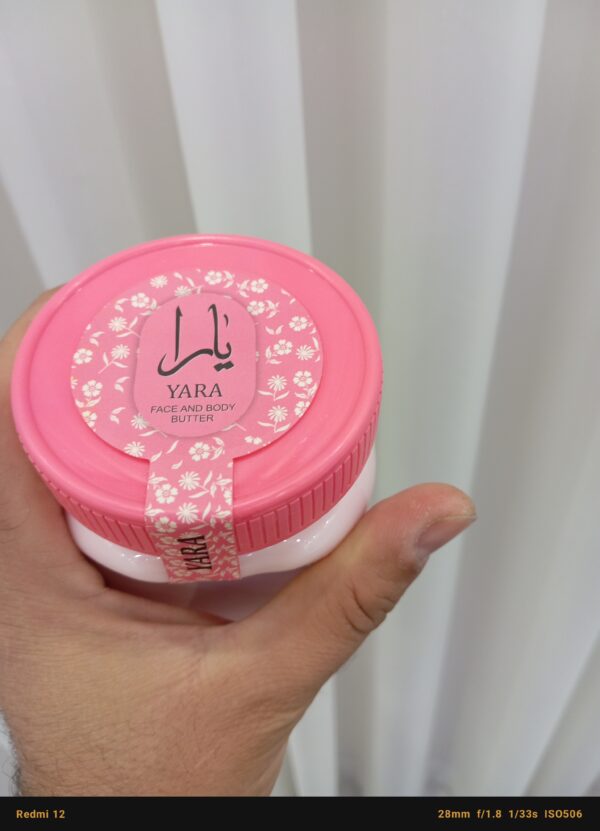 يارا
YARA
FACE AND BODY
BUTTER
YARA
Redmi 12
28mm f/1.8 1/33s ISO506